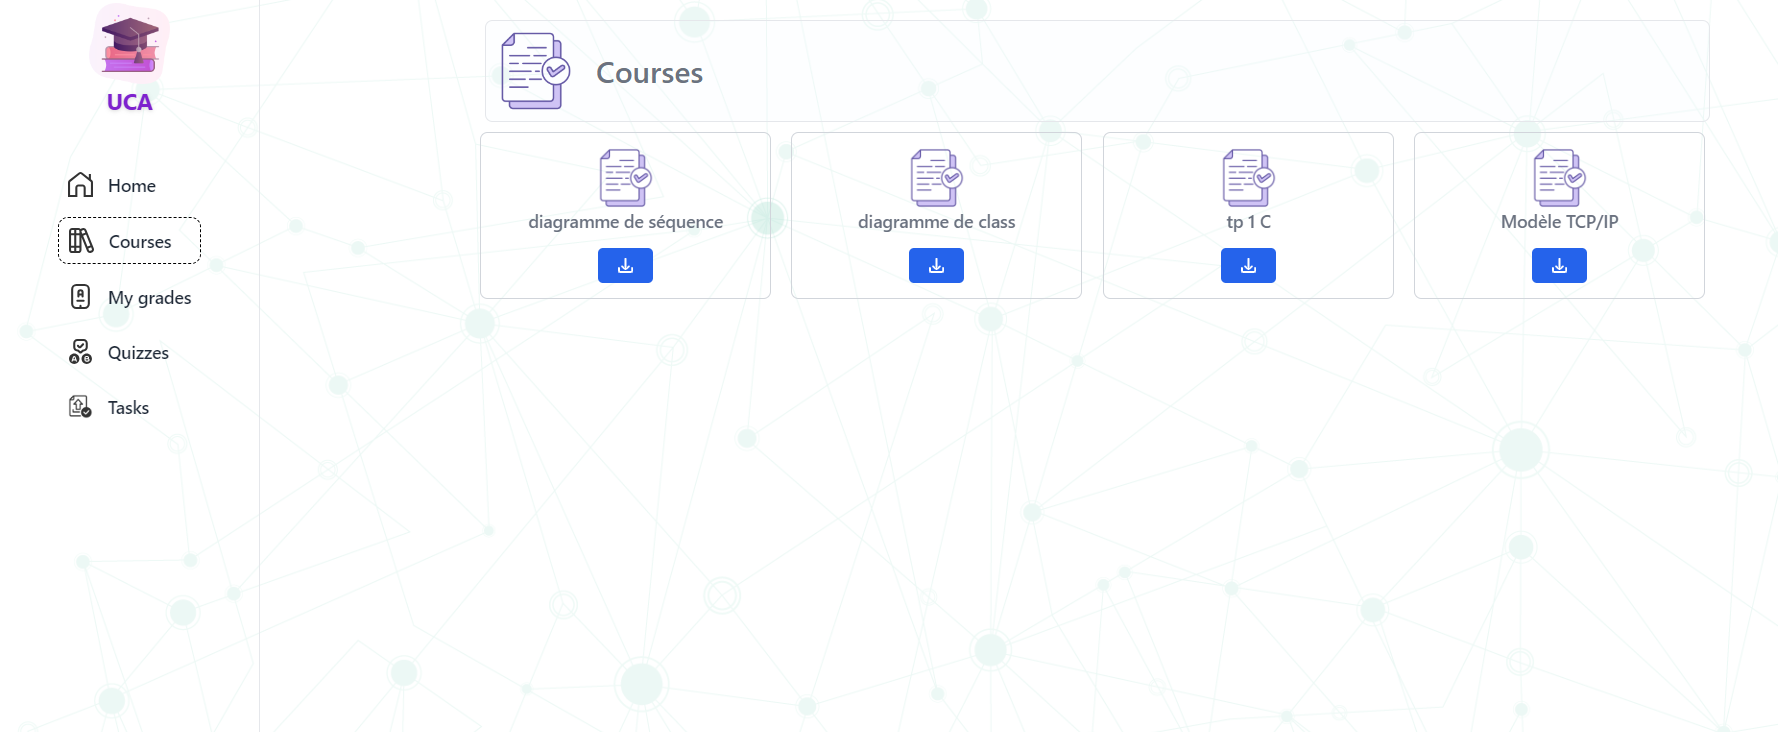 UCA
Home
Courses
My grades
Quizzes
Tasks
Courses
diagramme de séquence
diagramme de class
tp 1 C
Modèle TCP/IP